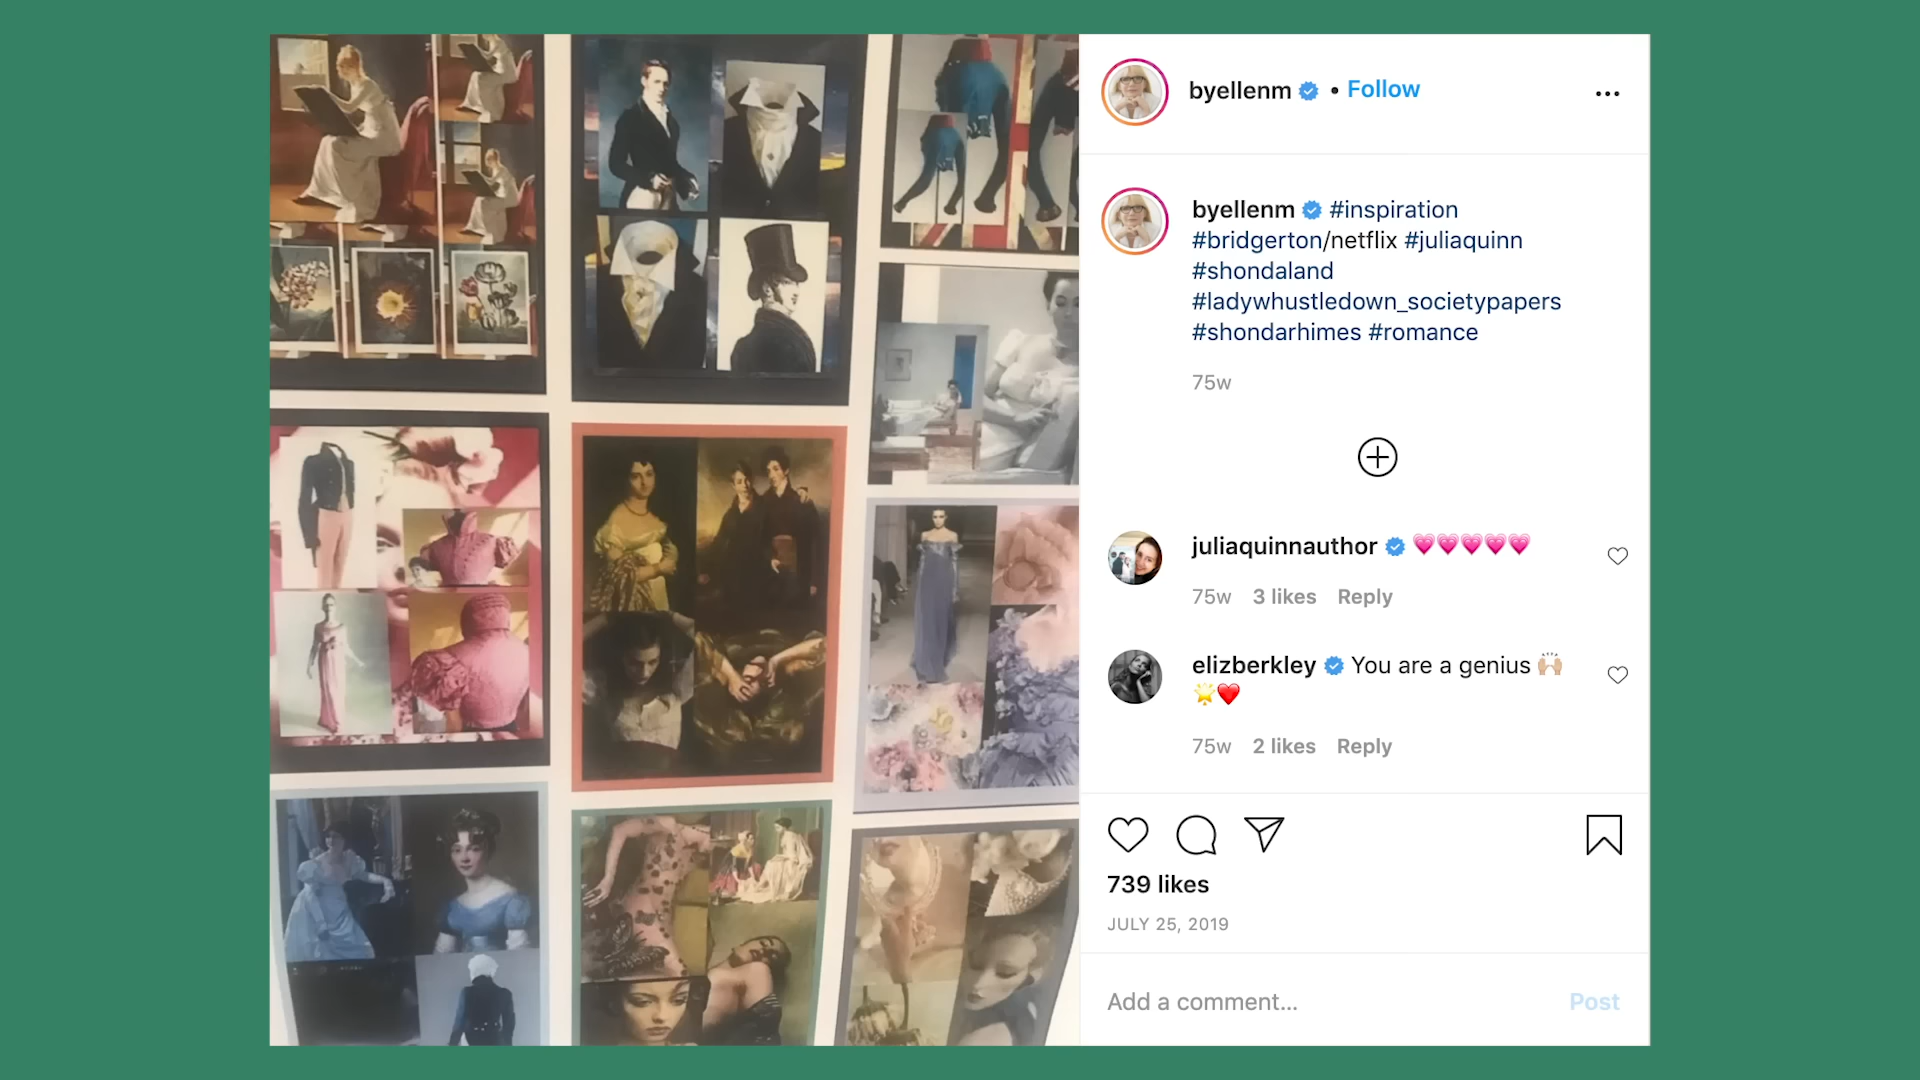 byellenm • Follow
byellenm #inspiration
#bridgerton/netflix #juliaquinn
#shondaland
#ladywhustledown_societypapers
#shondarhimes #romance
75w
juliaquinnauthor 💗💗💗💗💗
75w 3 likes Reply
elizberkley You are a genius 🙌🏼
🌟❤️
75w 2 likes Reply
739 likes
JULY 25, 2019
Add a comment... Post